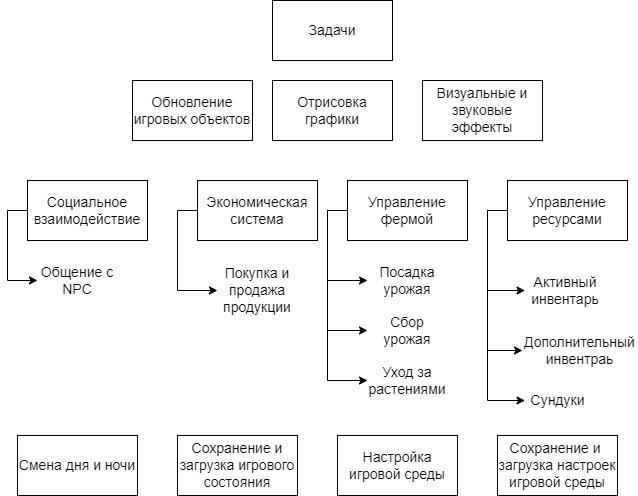 Задачи
Обновление
игровых объектов
Отрисовка
графики
Визуальные и
звуковые
эффекты
Социальное
взаимодействие
Экономическая
система
Управление
фермой
Управление
ресурсами
Общение с
NPC
Покупка и
продажа
продукции
Посадка
урожая
Сбор
урожая
Уход за
растениями
Активный
инвентарь
Дополнительный
инвентраь
Сундуки
Смена дня и ночи
Сохранение и
загрузка игрового
состояния
Настройка
игровой среды
Сохранение и
загрузка настроек
игровой среды